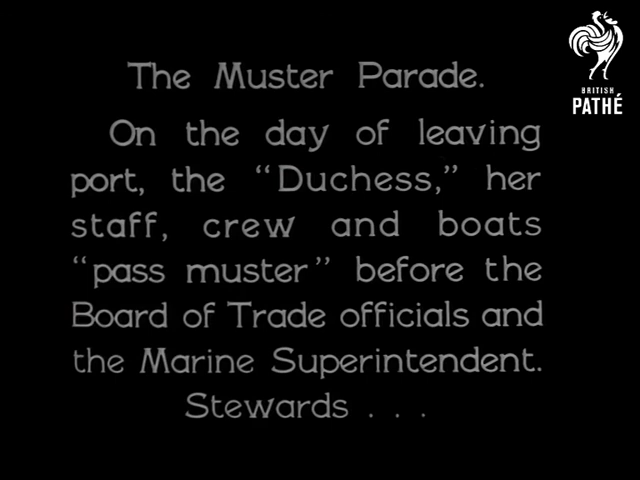 BRITISH
PATHÉ
The Muster Parade.
On the day of leaving
port, the “Duchess,” her
staff, crew and boats
“pass muster” before the
Board of Trade officials and
the Marine Superintendent.
Stewards . . .